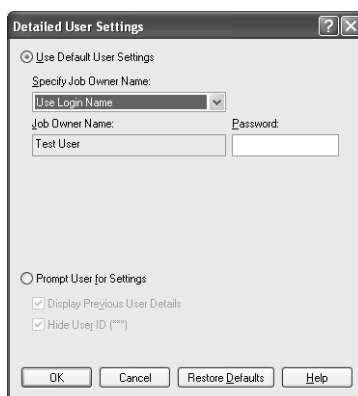 Detailed User Settings
Use Default User Settings
Specify Job Owner Name:
Use Login Name
Job Owner Name: Password:
Test User
Prompt User for Settings
Display Previous User Details
Hide User ID (***)
OK Cancel Restore Defaults Help